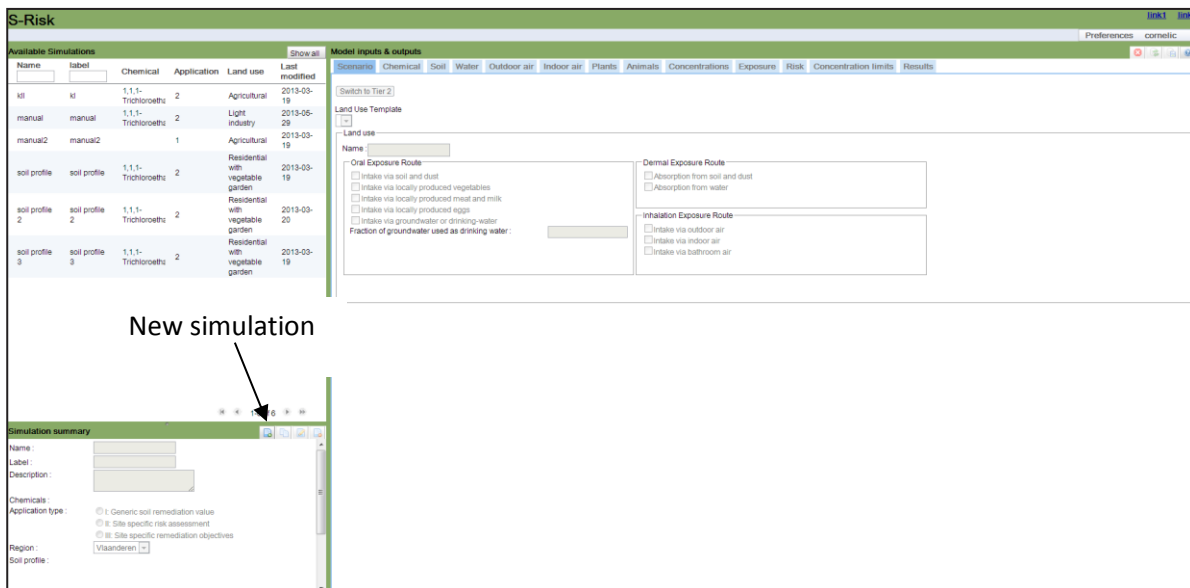 S-Risk
link1 link
Preferences cornelic
Available Simulations Show all
Name label Chemical Application Land use Last modified
ktl kl 1,1,1-Trichloroetha 2 Agricultural 2013-03-19
manual manual 1,1,1-Trichloroetha 2 Light industry 2013-05-29
manual2 manual2 1 Agricultural 2013-03-19
soil profile soil profile 1,1,1-Trichloroetha 2 Residential with vegetable garden 2013-03-19
soil profile 2 soil profile 2 1,1,1-Trichloroetha 2 Residential with vegetable garden 2013-03-20
soil profile 3 soil profile 3 1,1,1-Trichloroetha 2 Residential with vegetable garden 2013-03-19
New simulation
Model inputs & outputs
Scenario Chemical Soil Water Outdoor air Indoor air Plants Animals Concentrations Exposure Risk Concentration limits Results
Switch to Tier 2
Land Use Template
Land use
Name :
Oral Exposure Route
Intake via soil and dust
Intake via locally produced vegetables
Intake via locally produced meat and milk
Intake via locally produced eggs
Intake via groundwater or drinking-water
Fraction of groundwater used as drinking water :
Dermal Exposure Route
Absorption from soil and dust
Absorption from water
Inhalation Exposure Route
Intake via outdoor air
Intake via indoor air
Intake via bathroom air
Simulation summary
Name :
Label :
Description :
Chemicals :
Application type :
I: Generic soil remediation value
II: Site specific risk assessment
III: Site specific remediation objectives
Region : Vlaanderen
Soil profile :